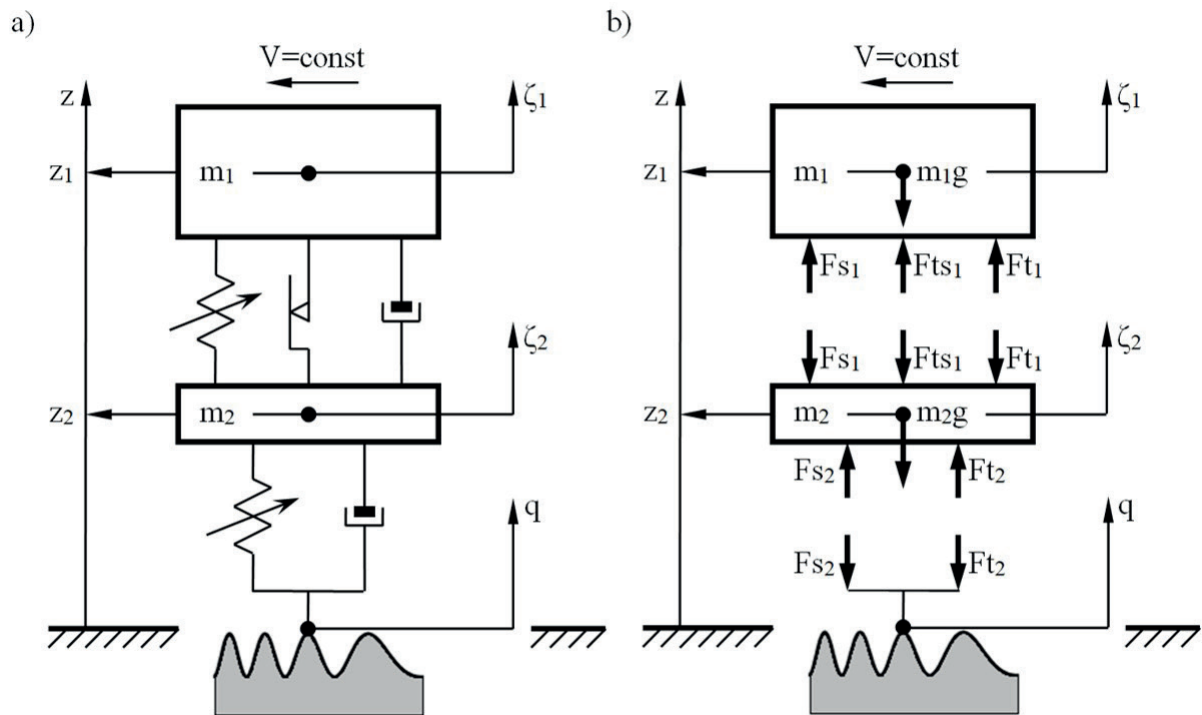 a)
V=const
z
ζ1
z1
m1
ζ2
z2
m2
q
b)
V=const
z
ζ1
z1
m1
m1g
Fs1
Fts1
Ft1
Fs1
Fts1
Ft1
ζ2
z2
m2
m2g
Fs2
Ft2
q
Fs2
Ft2